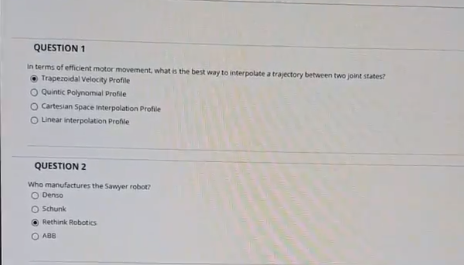 QUESTION 1
In terms of efficient motor movement, what is the best way to interpolate a trajectory between two joint states?
Trapezoidal Velocity Profile
Quintic Polynomial Profile
Cartesian Space Interpolation Profile
Linear Interpolation Profile
QUESTION 2
Who manufactures the Sawyer robot?
Denso
Schunk
Rethink Robotics
ABB